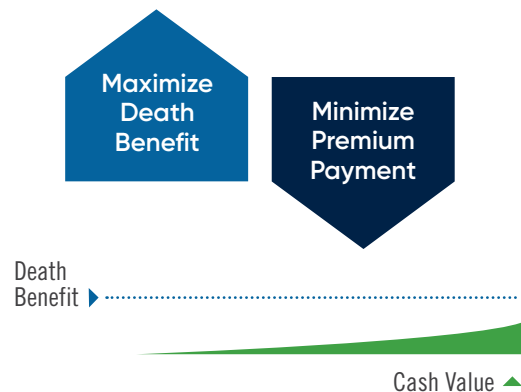 Maximize
Death
Benefit
Minimize
Premium
Payment
Death
Benefit
Cash Value